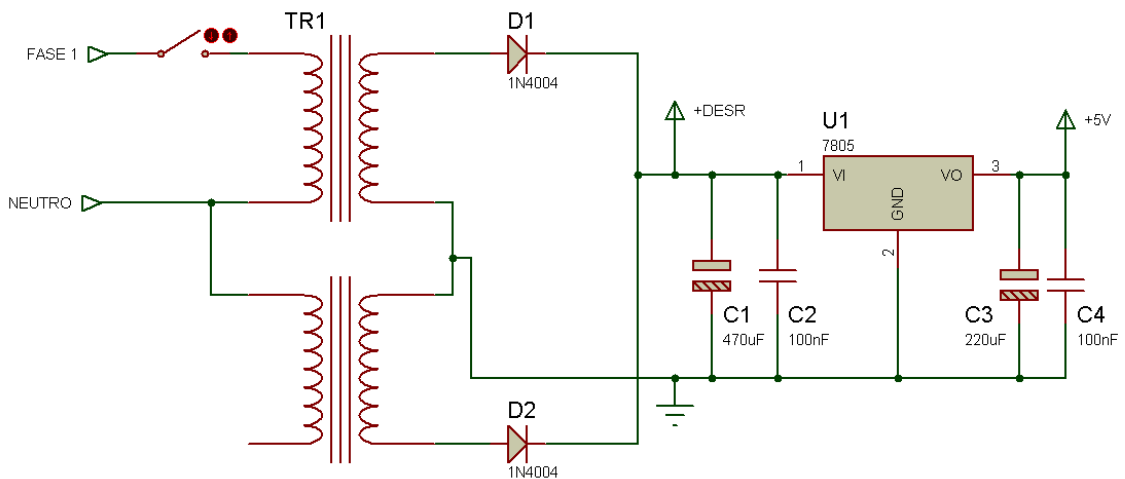 TR1
D1
FASE 1
1N4004
+DESR
+5V
U1
7805
1
VI
VO
3
GND
2
NEUTRO
C1
470uF
C2
100nF
C3
220uF
C4
100nF
D2
1N4004